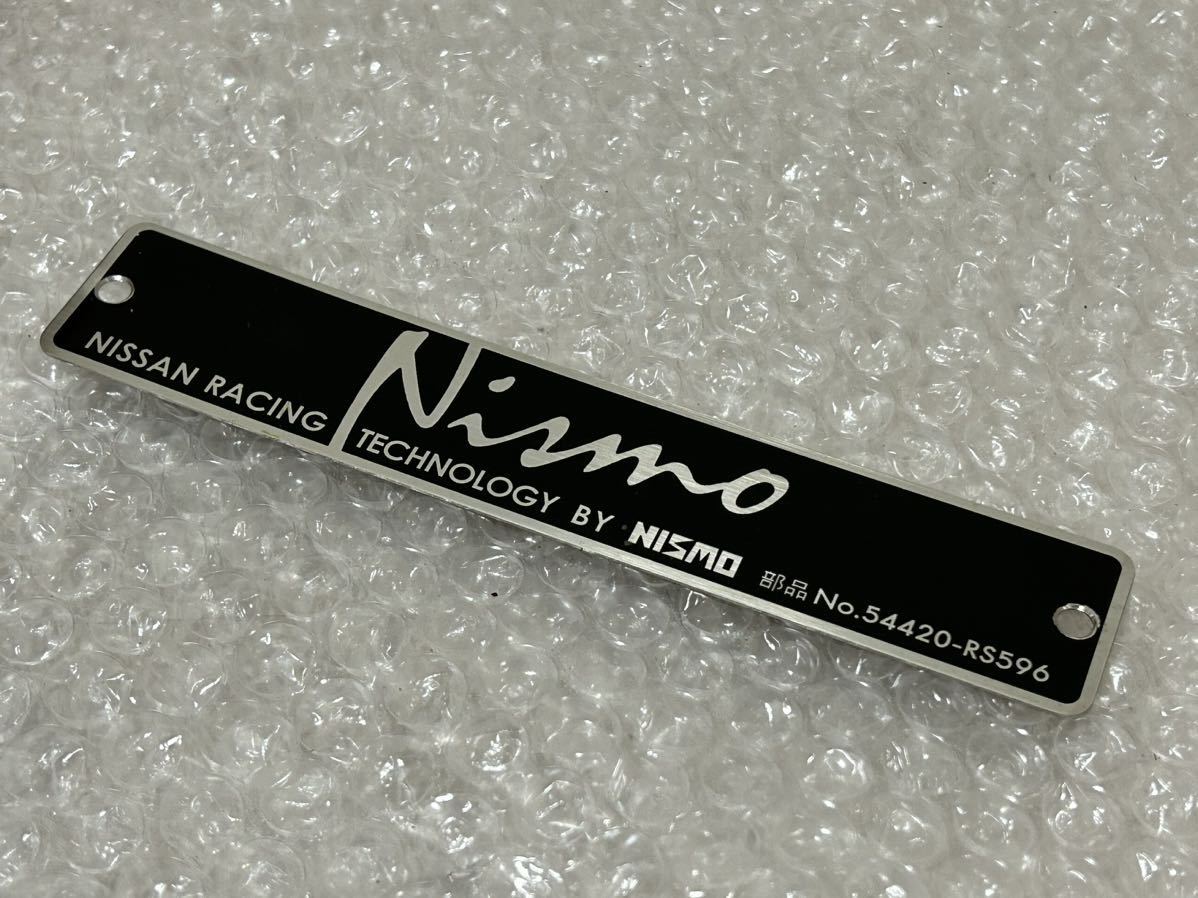 Nismo
NISSAN RACING TECHNOLOGY BY NISMO 部品 No.54420-RS596